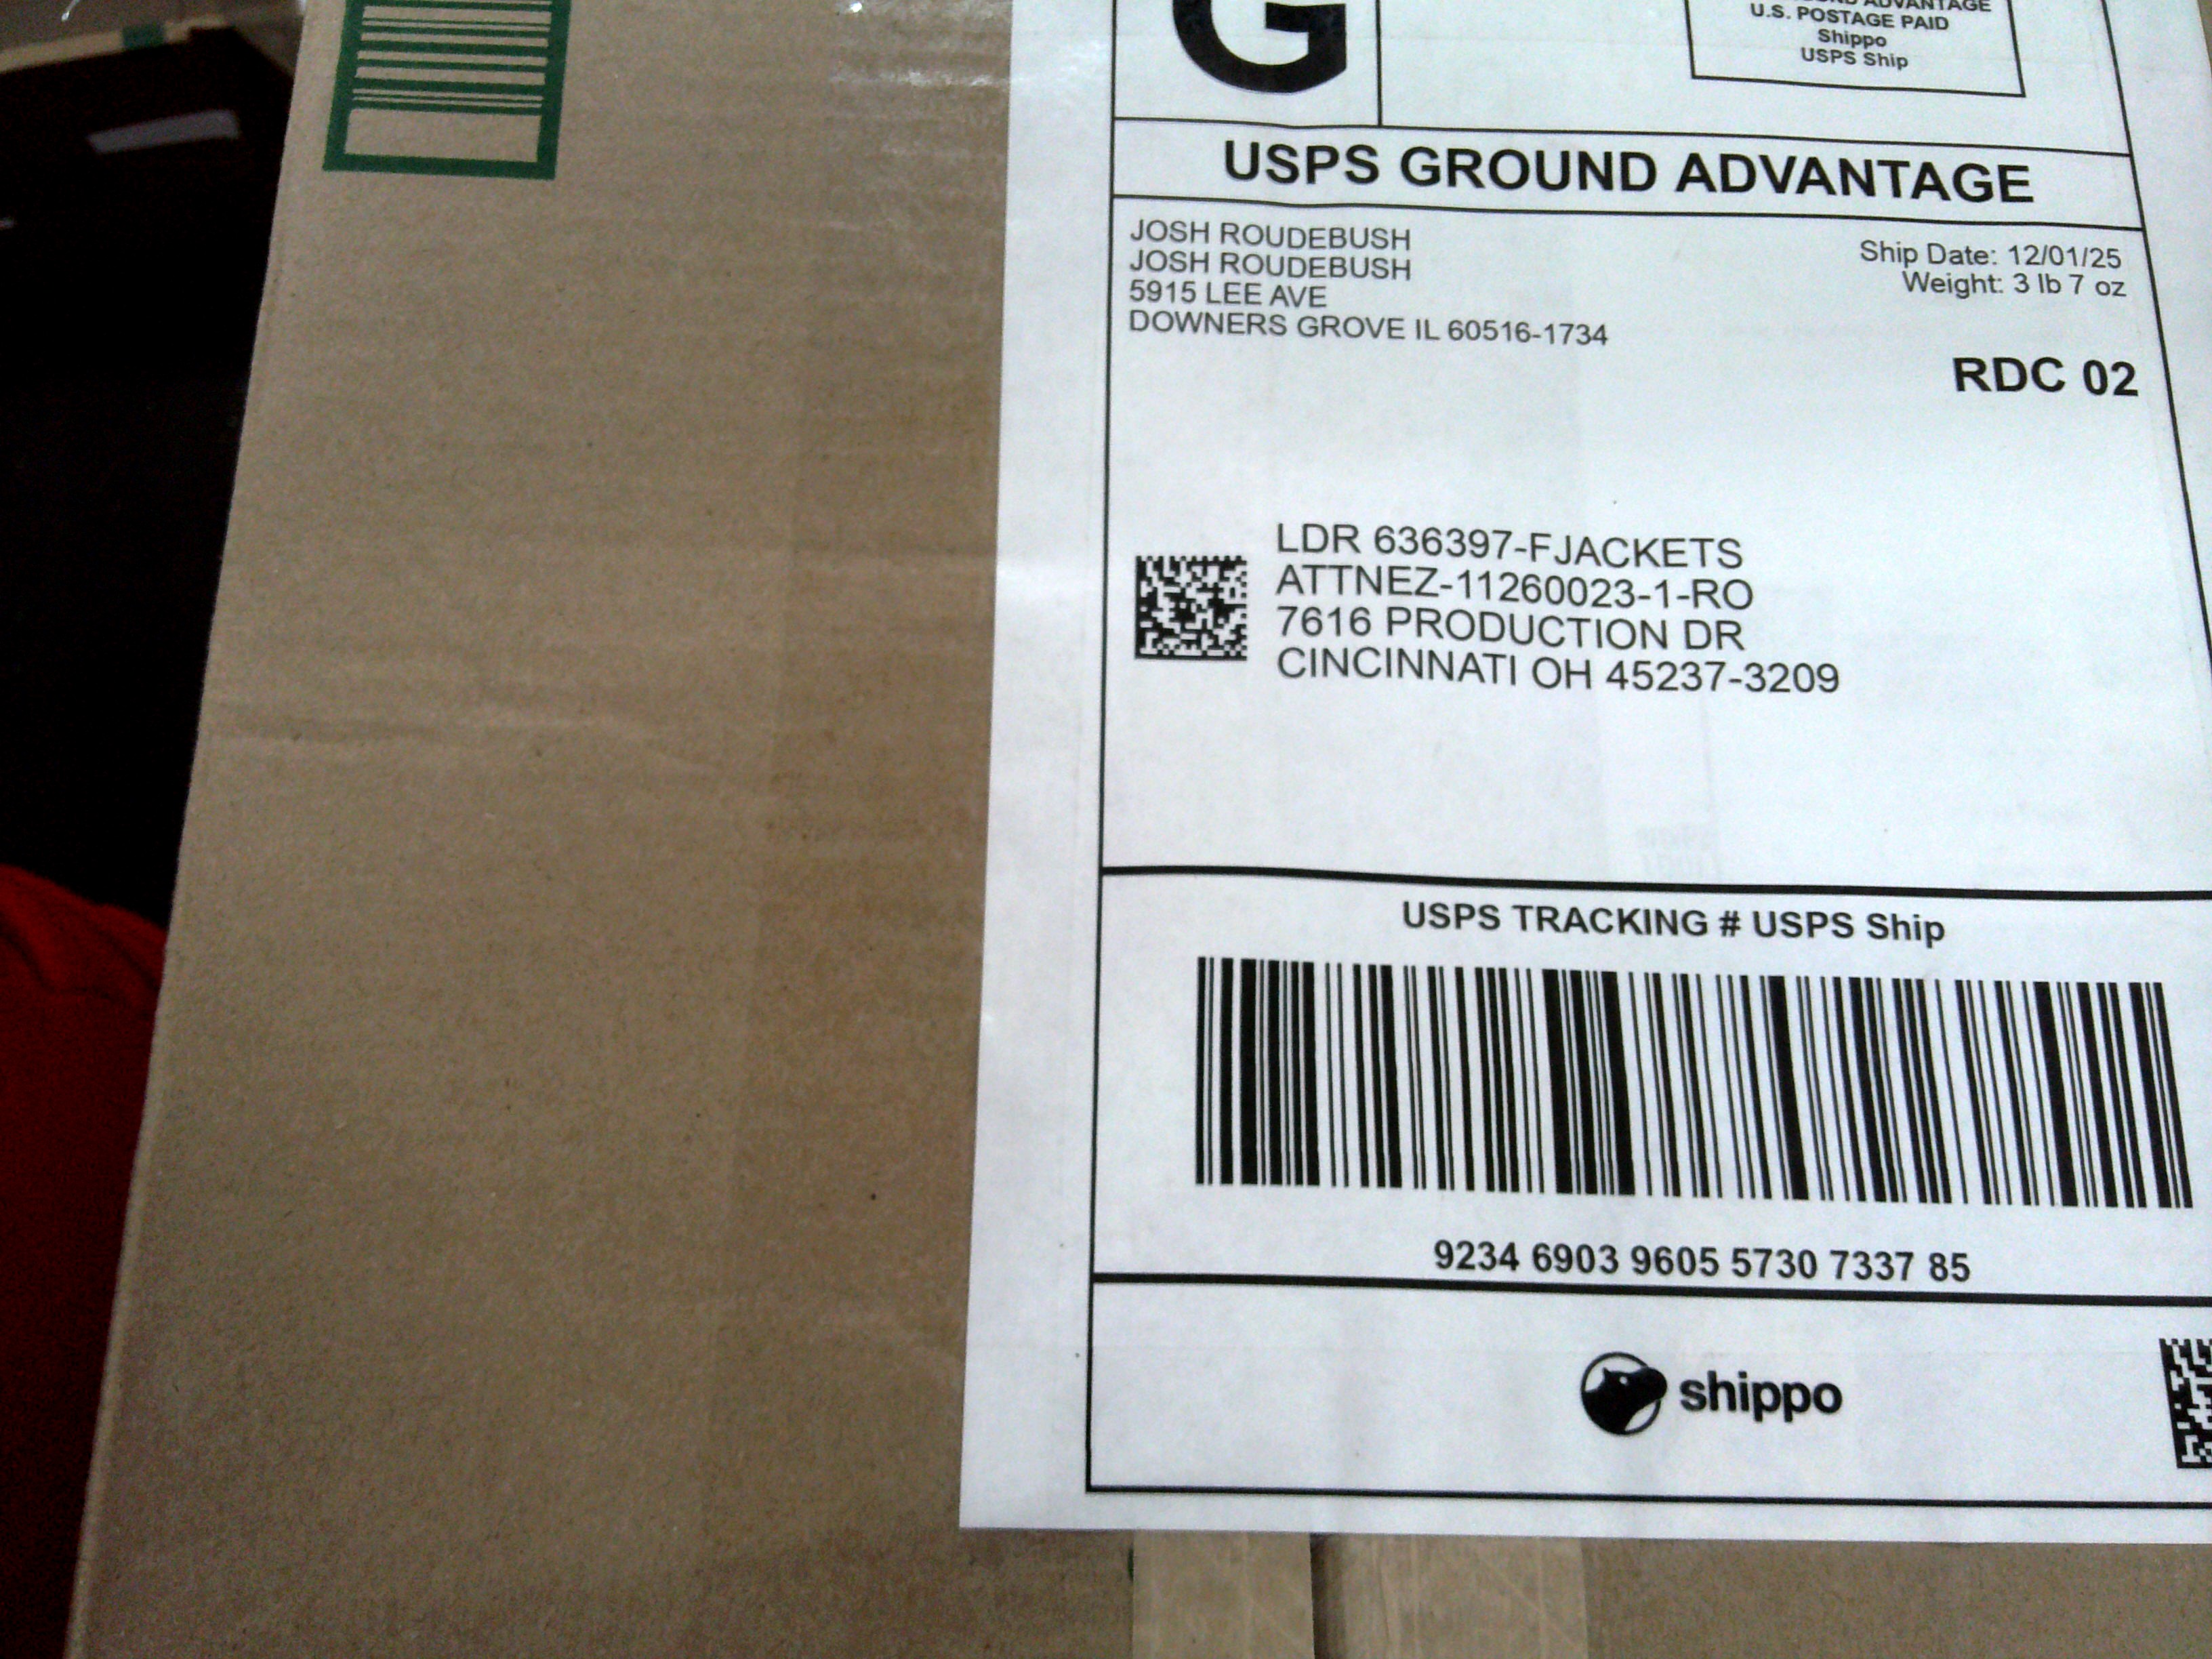 G
ADVANTAGE
U.S. POSTAGE PAID
Shippo
USPS Ship
USPS GROUND ADVANTAGE
JOSH ROUDEBUSH
JOSH ROUDEBUSH
5915 LEE AVE
DOWNERS GROVE IL 60516-1734
Ship Date: 12/01/25
Weight: 3 lb 7 oz
RDC 02
LDR 636397-FJACKETS
ATTNEZ-11260023-1-RO
7616 PRODUCTION DR
CINCINNATI OH 45237-3209
USPS TRACKING # USPS Ship
9234 6903 9605 5730 7337 85
shippo